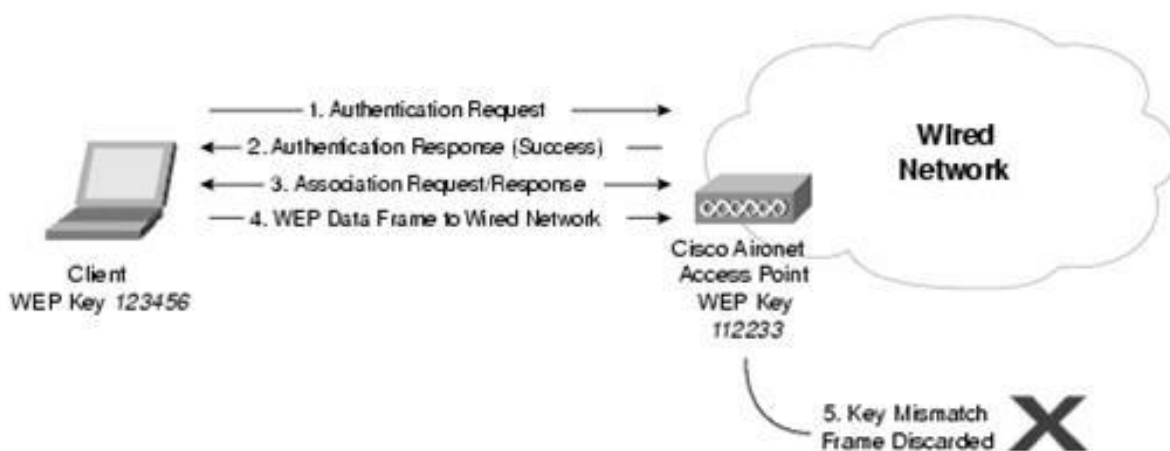 1. Authentication Request
2. Authentication Response (Success)
3. Association Request/Response
4. WEP Data Frame to Wired Network
Wired
Network
Client
WEP Key 123456
Cisco Aironet
Access Point
WEP Key
112233
5. Key Mismatch
Frame Discarded